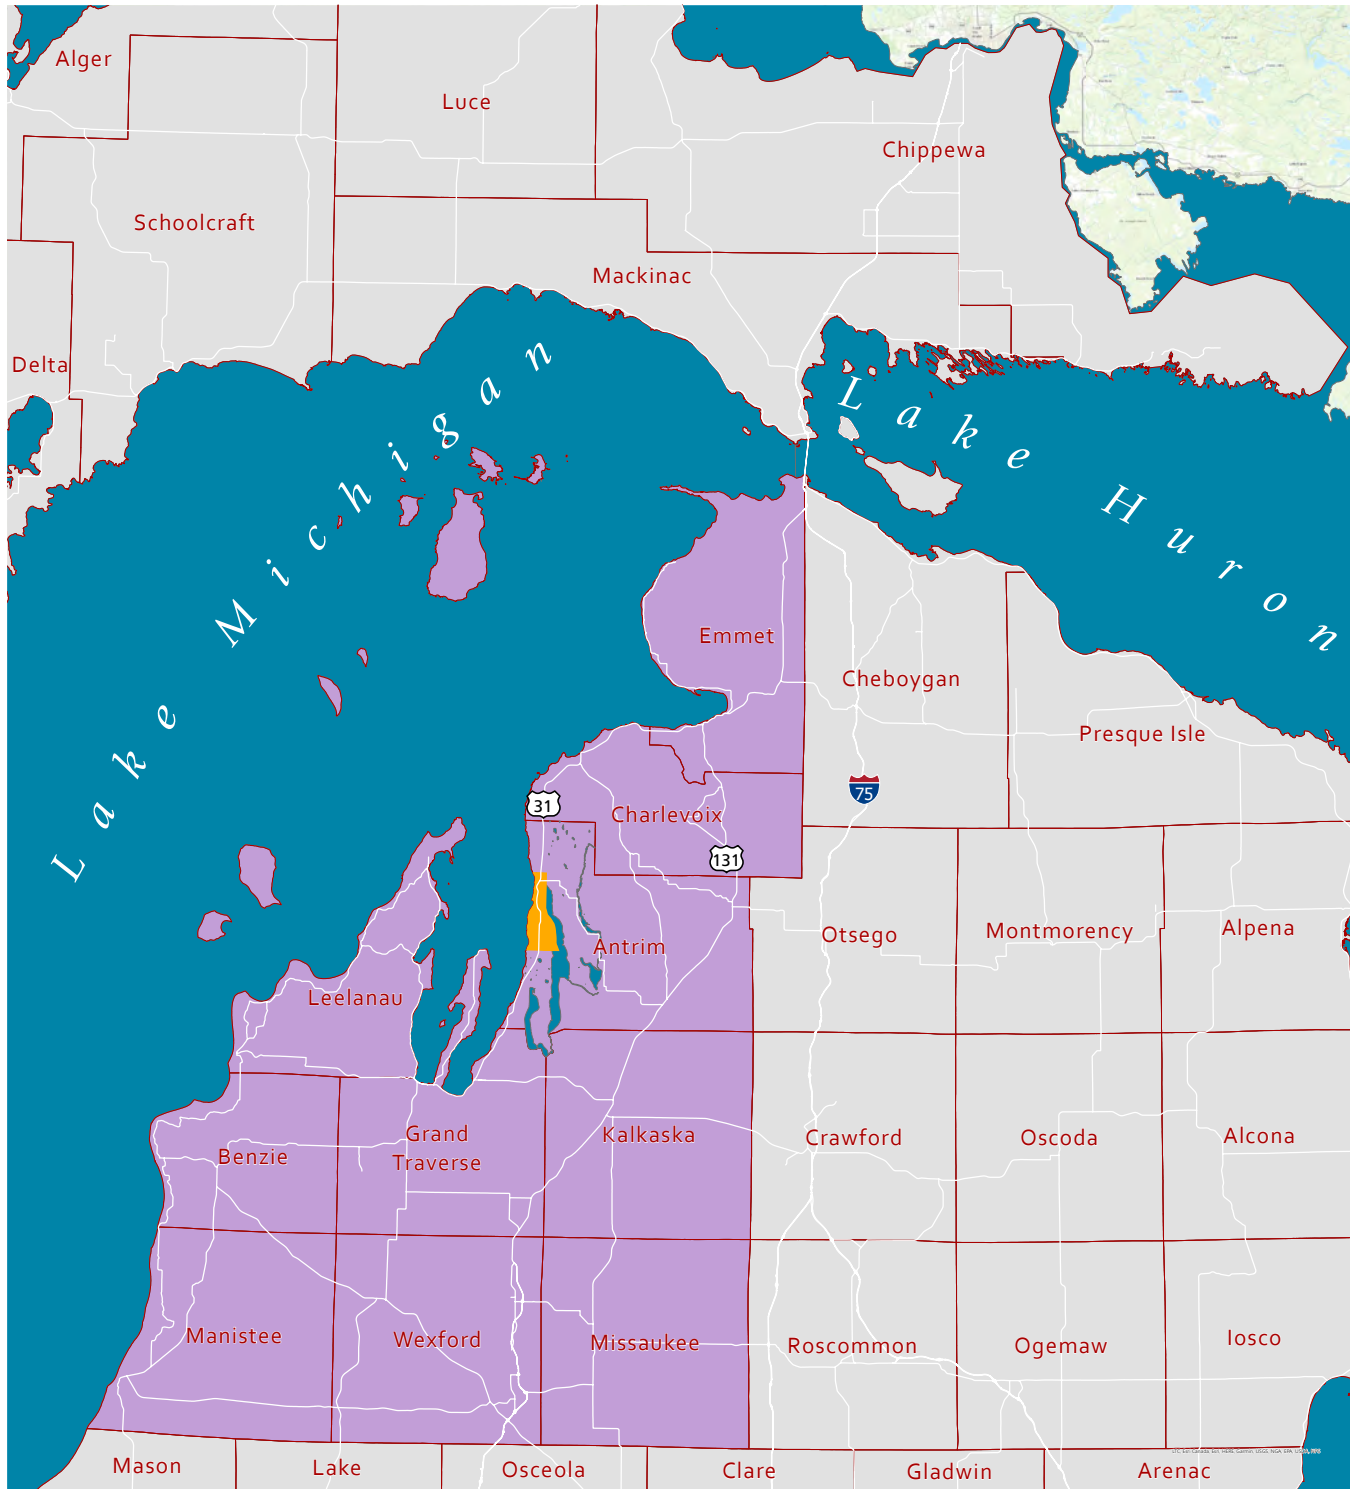 Alger
Luce
Chippewa
Schoolcraft
Mackinac
Delta
Lake Michigan
Lake Huron
Emmet
Cheboygan
Presque Isle
75
31
Charlevoix
131
Antrim
Otsego
Montmorency
Alpena
Leelanau
Benzie
Grand
Traverse
Kalkaska
Crawford
Oscoda
Alcona
Manistee
Wexford
Missaukee
Roscommon
Ogemaw
Iosco
Mason
Lake
Osceola
Clare
Gladwin
Arenac